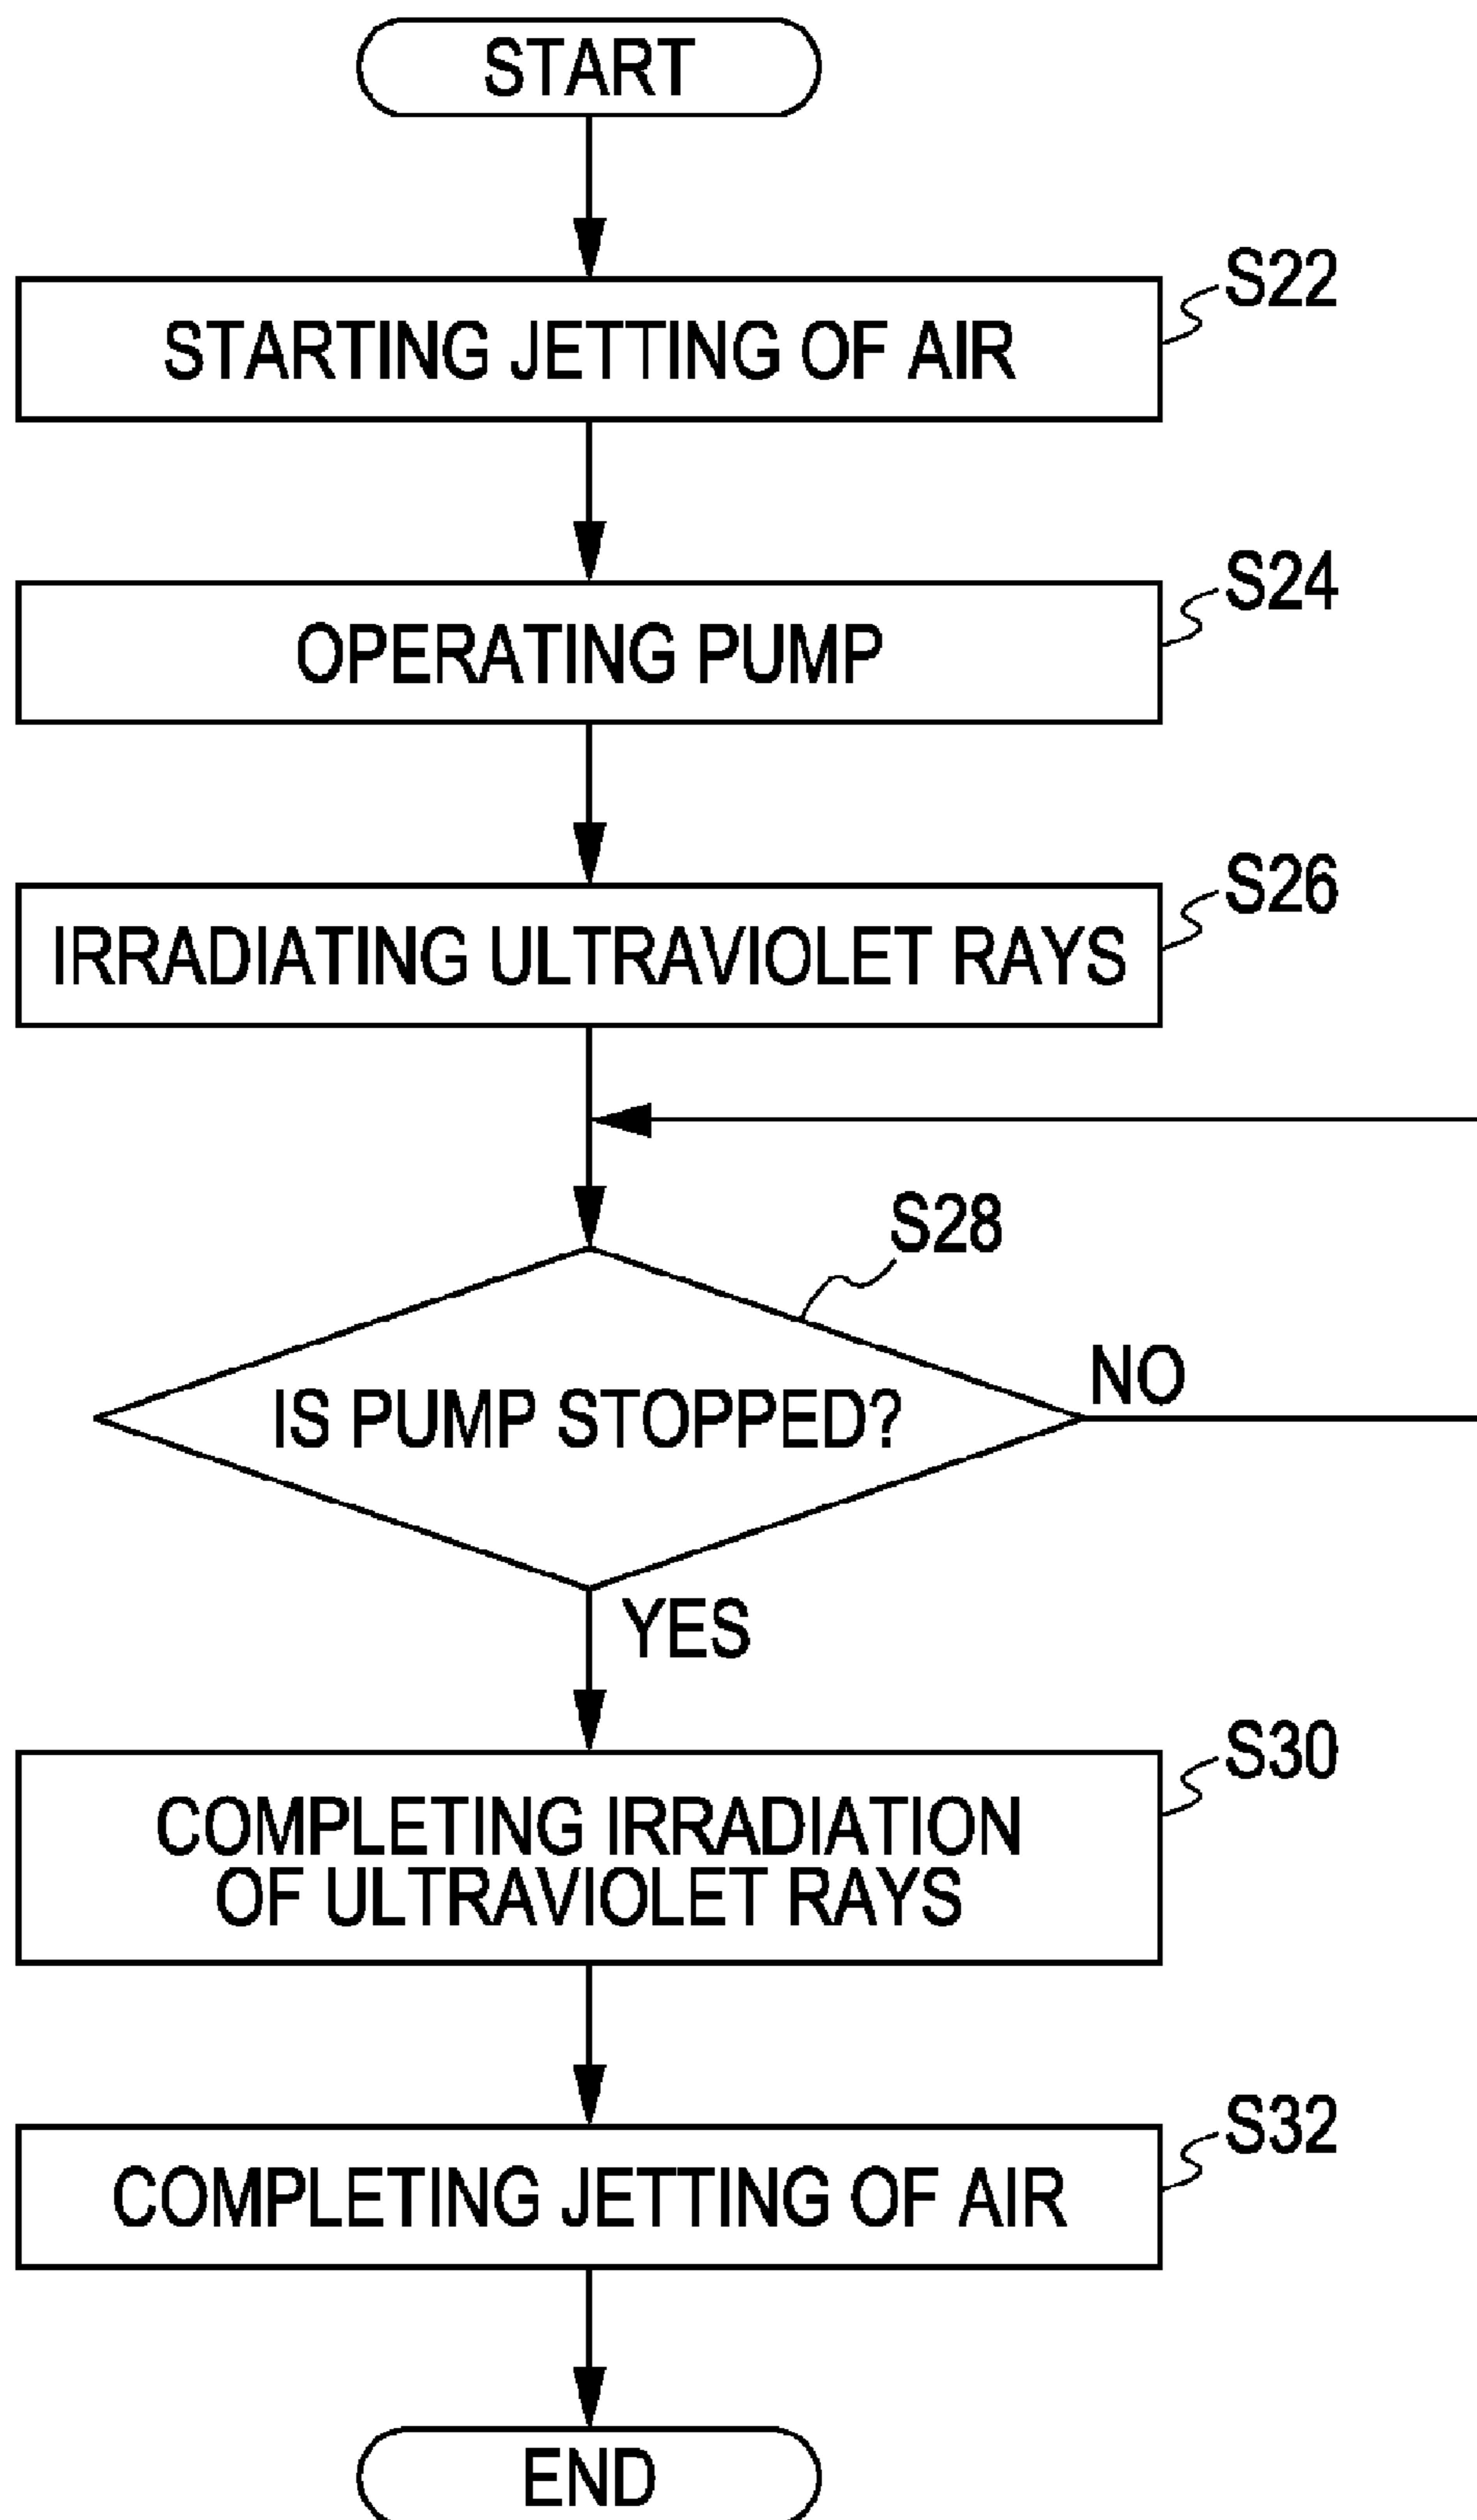 START
S22
STARTING JETTING OF AIR
S24
OPERATING PUMP
S26
IRRADIATING ULTRAVIOLET RAYS
S28
IS PUMP STOPPED?
NO
YES
S30
COMPLETING IRRADIATION
OF ULTRAVIOLET RAYS
S32
COMPLETING JETTING OF AIR
END